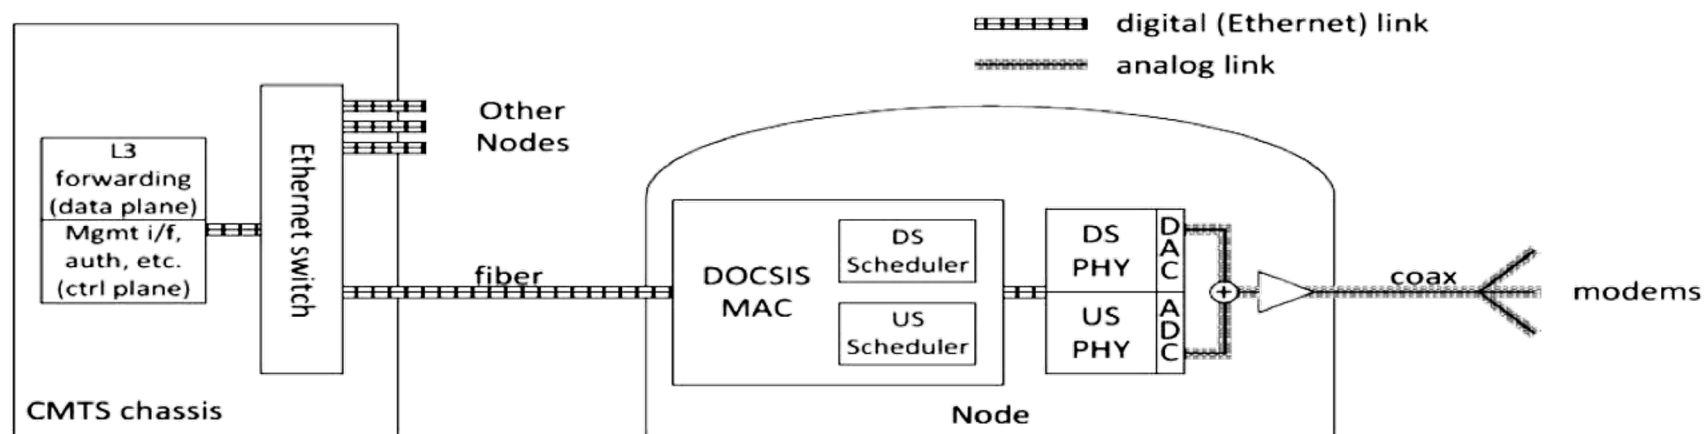 digital (Ethernet) link
analog link
Other
Nodes
L3
forwarding
(data plane)
Mgmt i/f,
auth, etc.
(ctrl plane)
Ethernet switch
fiber
DOCSIS
MAC
DS
Scheduler
US
Scheduler
DS
PHY
DAC
US
PHY
ADC
+
coax
modems
CMTS chassis
Node